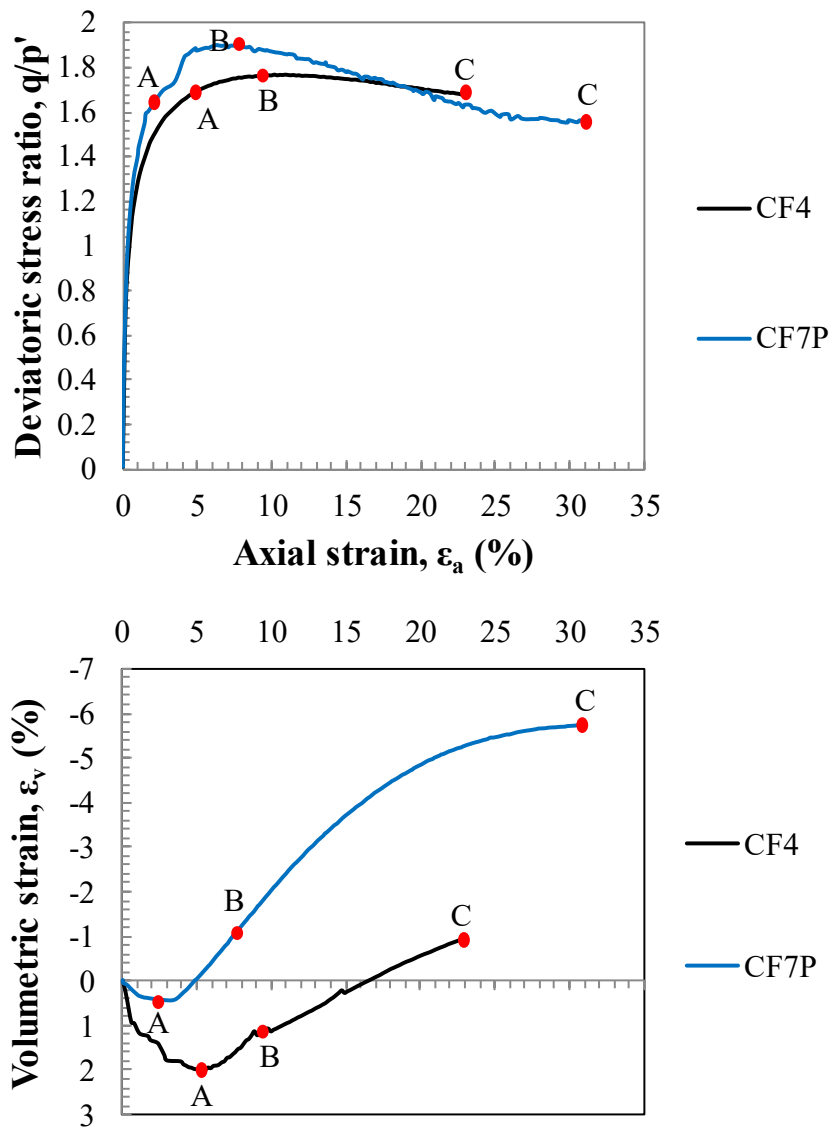 Deviatoric stress ratio, q/p'
2
1.8
1.6
1.4
1.2
1
0.8
0.6
0.4
0.2
0
A
B
A
B
C
C
0 5 10 15 20 25 30 35
Axial strain, εa (%)
CF4
CF7P
0 5 10 15 20 25 30 35
Volumetric strain, εv (%)
-7
-6
-5
-4
-3
-2
-1
0
1
2
3
C
B
C
A
B
A
CF4
CF7P